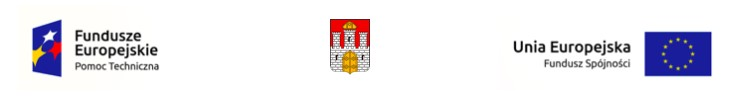 Fundusze
Europejskie
Pomoc Techniczna
Unia Europejska
Fundusz Spójności